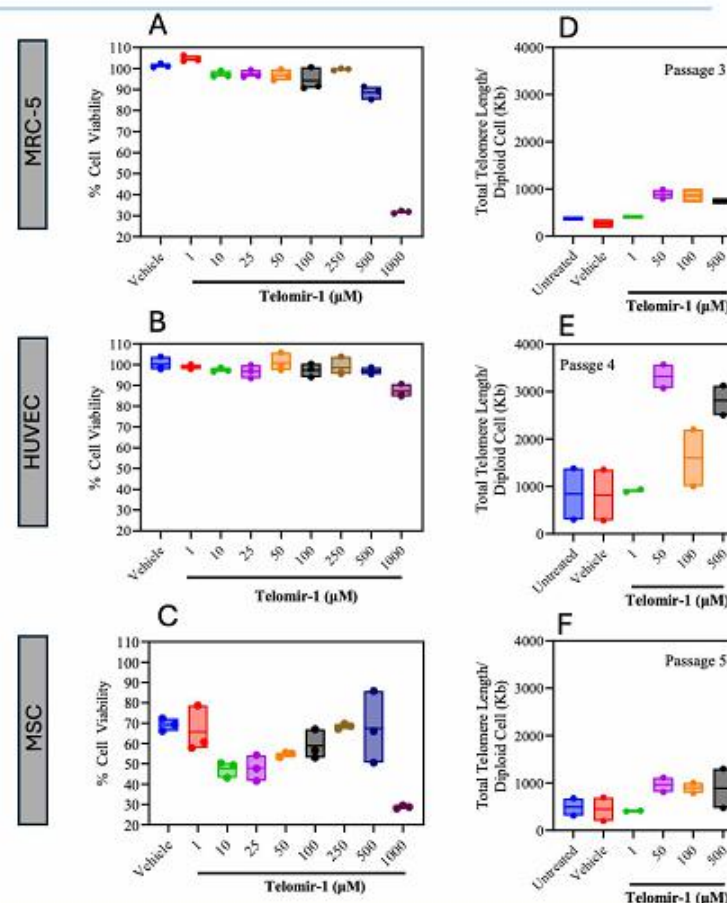 MRC-5
A
% Cell Viability
110
100
90
80
70
60
50
40
30
20
Vehicle
1
10
25
50
100
250
500
1000
Telomir-1 (μM)
D
Total Telomere Length/
Diploid Cell (Kb)
4000
3000
2000
1000
0
Passage 3
Untreated
Vehicle
1
50
100
500
Telomir-1 (μM)
HUVEC
B
% Cell Viability
110
100
90
80
70
60
50
40
30
20
Vehicle
1
10
25
50
100
250
500
1000
Telomir-1 (μM)
E
Total Telomere Length/
Diploid Cell (Kb)
4000
3000
2000
1000
0
Passge 4
Untreated
Vehicle
1
50
100
500
Telomir-1 (μM)
MSC
C
% Cell Viability
110
100
90
80
70
60
50
40
30
20
Vehicle
1
10
25
50
100
250
500
1000
Telomir-1 (μM)
F
Total Telomere Length/
Diploid Cell (Kb)
4000
3000
2000
1000
0
Passage 5
Untreated
Vehicle
1
50
100
500
Telomir-1 (μM)